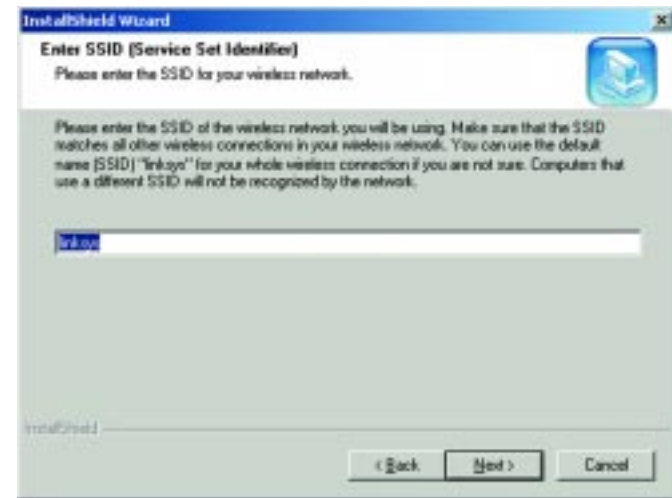 InstallShield Wizard
Enter SSID (Service Set Identifier)
Please enter the SSID for your wireless network.
Please enter the SSID of the wireless network you will be using. Make sure that the SSID
matches all other wireless connections in your wireless network. You can use the default
name (SSID) "linksys" for your whole wireless connection if you are not sure. Computers that
use a different SSID will not be recognized by the network.
linksys
InstallShield
< Back
Next >
Cancel